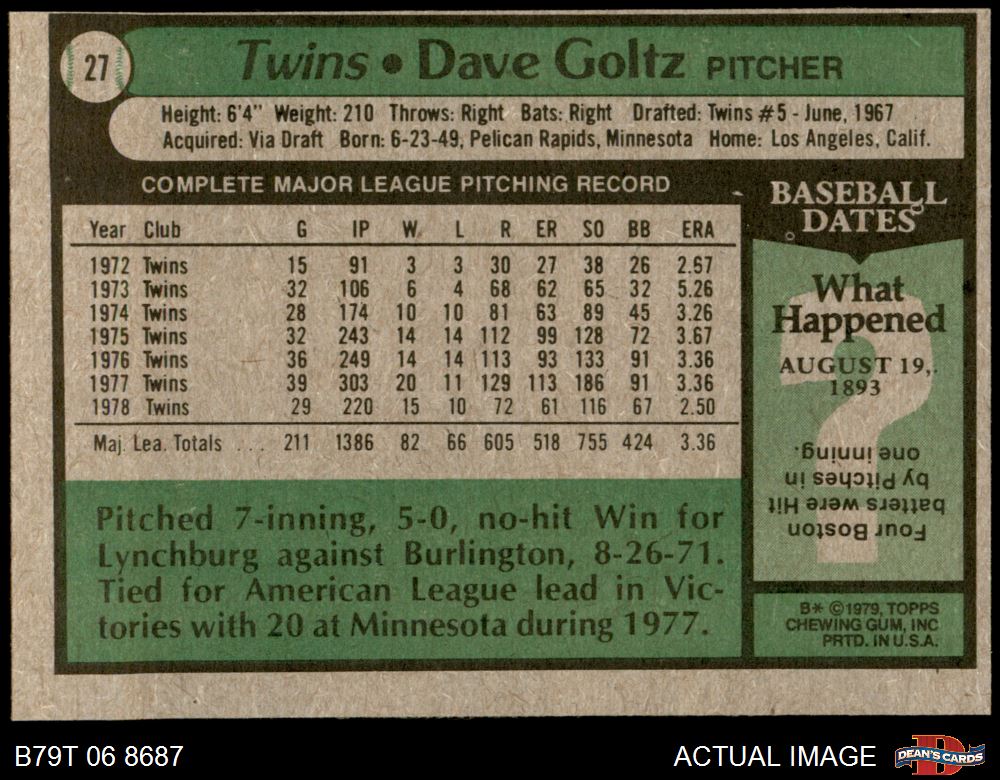 27
Twins • Dave Goltz PITCHER
Height: 6'4" Weight: 210 Throws: Right Bats: Right Drafted: Twins #5 - June, 1967
Acquired: Via Draft Born: 6-23-49, Pelican Rapids, Minnesota Home: Los Angeles, Calif.
COMPLETE MAJOR LEAGUE PITCHING RECORD
Year Club G IP W L R ER SO BB ERA
1972 Twins 15 91 3 3 30 27 38 26 2.67
1973 Twins 32 106 6 4 68 62 65 32 5.26
1974 Twins 28 174 10 10 81 63 89 45 3.26
1975 Twins 32 243 14 14 112 99 128 72 3.67
1976 Twins 36 249 14 14 113 93 133 91 3.36
1977 Twins 39 303 20 11 129 113 186 91 3.36
1978 Twins 29 220 15 10 72 61 116 67 2.50
Maj. Lea. Totals . . . 211 1386 82 66 605 518 755 424 3.36
Pitched 7-inning, 5-0, no-hit Win for
Lynchburg against Burlington, 8-26-71.
Tied for American League lead in Vic-
tories with 20 at Minnesota during 1977.
BASEBALL
DATES
What
Happened
AUGUST 19,.
1893
?
Four Boston
batters were Hit
by Pitches in
one inning.
B* ©1979, TOPPS
CHEWING GUM, INC
PRTD. IN U.S.A.
B79T 06 8687
ACTUAL IMAGE
D
DEAN'S CARDS